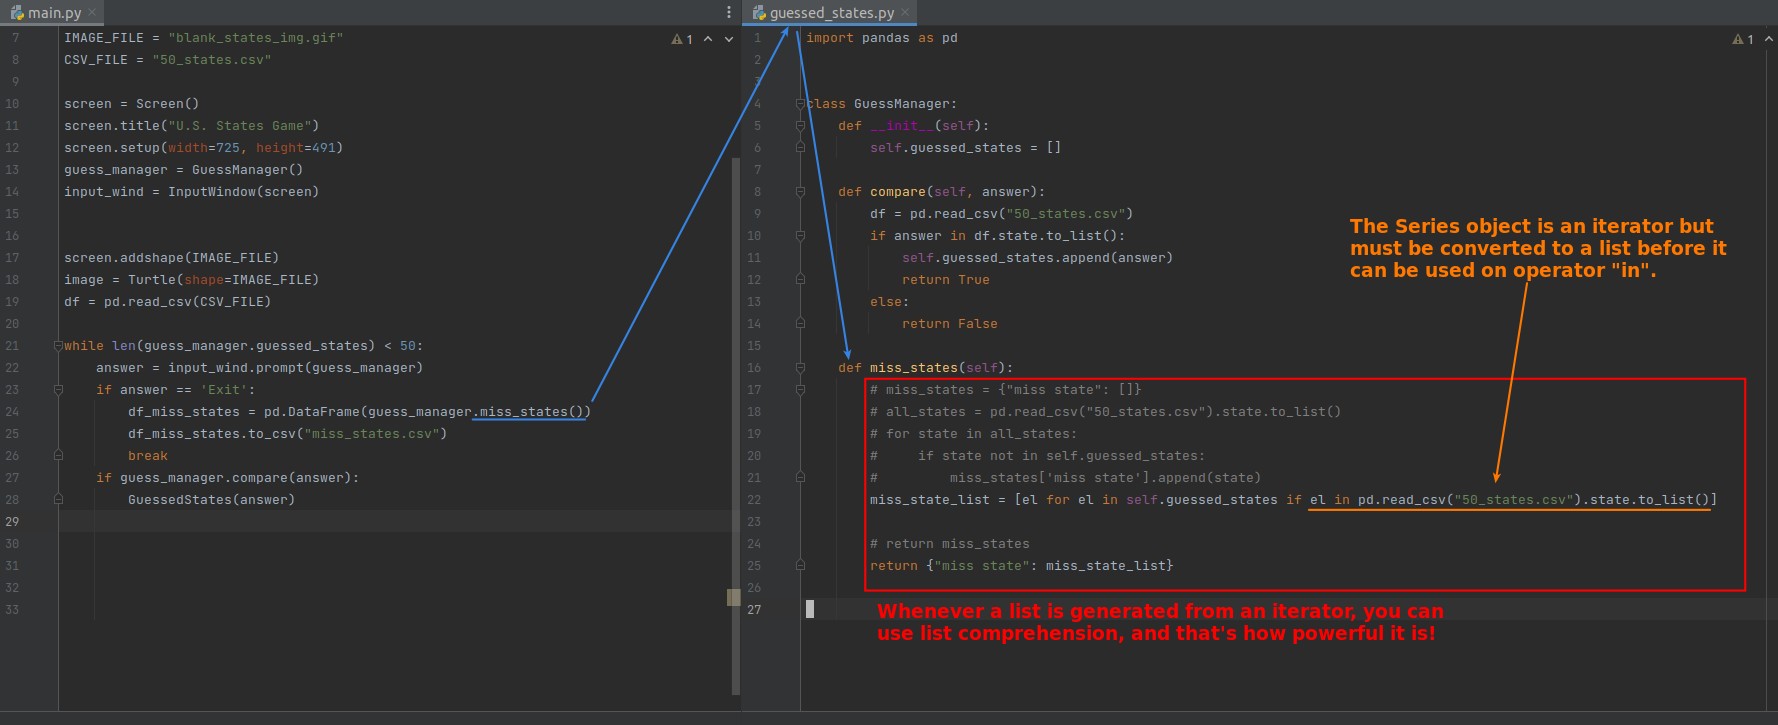 main.py
7 IMAGE_FILE = "blank_states_img.gif"
8 CSV_FILE = "50_states.csv"
9
10 screen = Screen()
11 screen.title("U.S. States Game")
12 screen.setup(width=725, height=491)
13 guess_manager = GuessManager()
14 input_wind = InputWindow(screen)
15
16
17 screen.addshape(IMAGE_FILE)
18 image = Turtle(shape=IMAGE_FILE)
19 df = pd.read_csv(CSV_FILE)
20
21 while len(guess_manager.guessed_states) < 50:
22 answer = input_wind.prompt(guess_manager)
23 if answer == 'Exit':
24 df_miss_states = pd.DataFrame(guess_manager.miss_states())
25 df_miss_states.to_csv("miss_states.csv")
26 break
27 if guess_manager.compare(answer):
28 GuessedStates(answer)
29
30
31
32
33
1
guessed_states.py
1 import pandas as pd
2
3
4 class GuessManager:
5 def __init__(self):
6 self.guessed_states = []
7
8 def compare(self, answer):
9 df = pd.read_csv("50_states.csv")
10 if answer in df.state.to_list():
11 self.guessed_states.append(answer)
12 return True
13 else:
14 return False
15
16 def miss_states(self):
17 # miss_states = {"miss state": []}
18 # all_states = pd.read_csv("50_states.csv").state.to_list()
19 # for state in all_states:
20 # if state not in self.guessed_states:
21 # miss_states['miss state'].append(state)
22 miss_state_list = [el for el in self.guessed_states if el in pd.read_csv("50_states.csv").state.to_list()]
23
24 # return miss_states
25 return {"miss state": miss_state_list}
26
27
1
The Series object is an iterator but
must be converted to a list before it
can be used on operator "in".
Whenever a list is generated from an iterator, you can
use list comprehension, and that's how powerful it is!